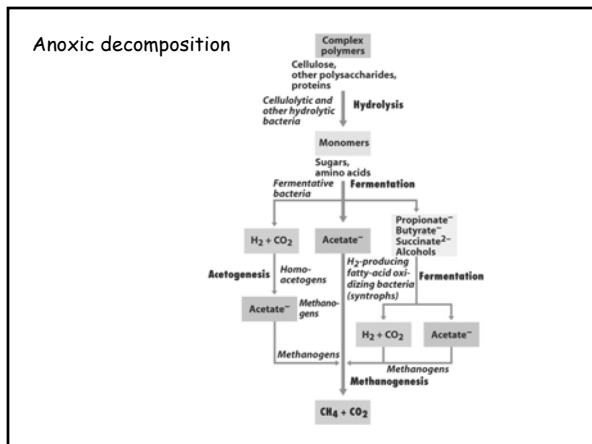 Anoxic decomposition
Complex
polymers
Cellulose,
other polysaccharides,
proteins
Cellulolytic and
other hydrolytic
bacteria
Hydrolysis
Monomers
Sugars,
amino acids
Fermentative
bacteria
Fermentation
H₂ + CO₂
Acetate⁻
Propionate⁻
Butyrate⁻
Succinate²⁻
Alcohols
Acetogenesis
Homo-
acetogens
H₂-producing
fatty-acid oxi-
dizing bacteria
(syntrophs)
Fermentation
Acetate⁻
Methano-
gens
H₂ + CO₂
Acetate⁻
Methanogens
Methanogens
Methanogenesis
CH₄ + CO₂